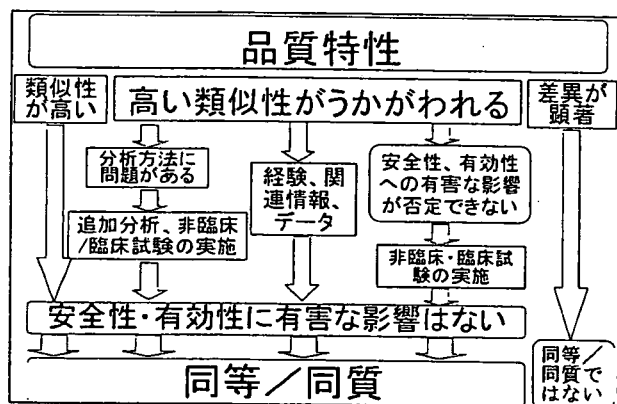 品質特性
類似性
が高い
高い類似性がうかがわれる
差異が
顕著
分析方法に
問題がある
追加分析、非臨床
/臨床試験の実施
経験、関
連情報、
データ
安全性、有効性
への有害な影響
が否定できない
非臨床・臨床試
験の実施
安全性・有効性に有害な影響はない
同等／同質
同等／
同質で
はない